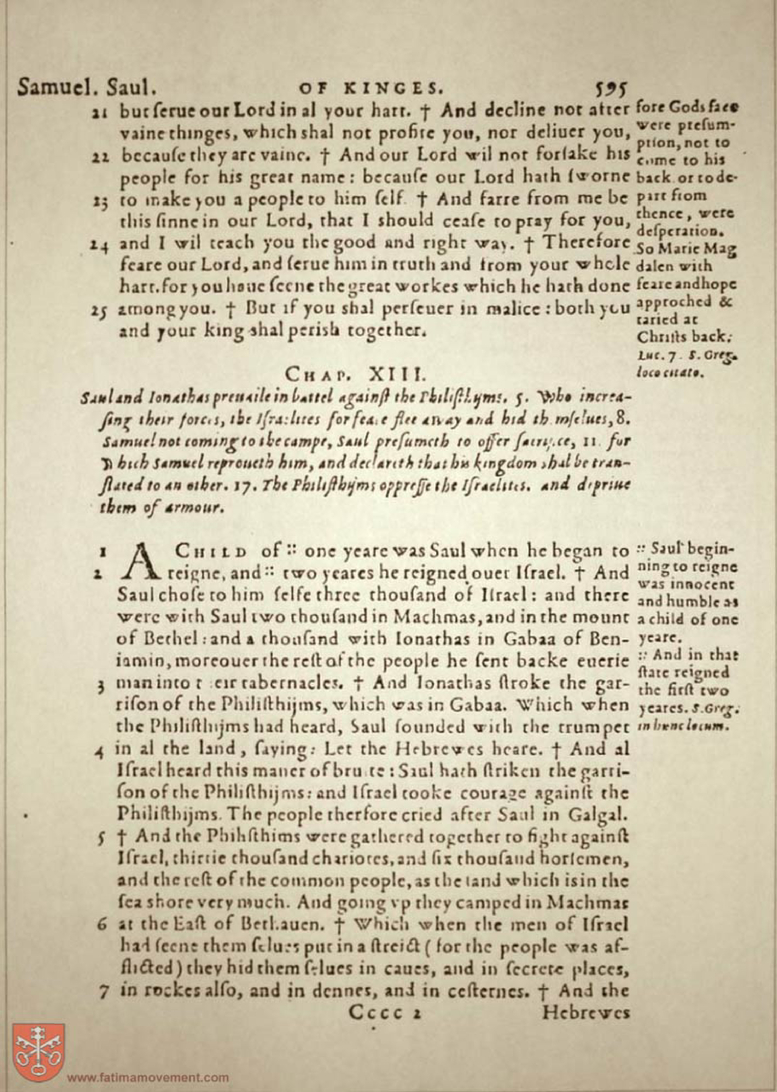 Samuel. Saul. OF KINGES. 595
21 but ſerue our Lord in al your hart. † And decline not after
vaine thinges, which shal not profite you, nor deliuer you,
22 becauſe they are vaine. † And our Lord wil not forſake his
people for his great name: becauſe our Lord hath ſworne
23 to make you a people to him ſelf. † And farre from me be
this ſinne in our Lord, that I should ceaſe to pray for you,
24 and I wil teach you the good and right way. † Therefore
feare our Lord, and ſerue him in truth and from your whole
hart. for you haue ſeene the great workes which he hath done
25 among you. † But if you shal perſeuer in malice: both you
and your king shal perish together.
fore Gods face
were preſum-
ption, not to
come to his
back. or to de-
part from
thence, were
deſperation.
So Marie Mag
dalen with
feare and hope
approched &
taried at
Chriſts back:
Luc. 7. S. Greg.
loco citato.
CHAP. XIII.
Saul and Ionathas preuaile in battel againſt the Philiſthijms. 5. Who increa-
ſing their forces, the Iſraelites for feare flee away and hid themſelues, 8.
Samuel not coming to the campe, Saul preſumeth to offer ſacrifice, 11. for
which Samuel reproueth him, and declareth that his kingdom shal be tran-
ſlated to an other. 17. The Philiſthijms oppreſſe the Iſraelites. and depriue
them of armour.
1 A CHILD of :: one yeare was Saul when he began to
2 reigne, and :: two yeares he reigned ouer Iſrael. † And
Saul choſe to him ſelfe three thouſand of Iſrael: and there
were with Saul two thouſand in Machmas, and in the mount
of Bethel: and a thouſand with Ionathas in Gabaa of Ben-
iamin, moreouer the reſt of the people he ſent backe euerie
3 man into t eir tabernacles. † And Ionathas ſtroke the gar-
riſon of the Philiſthijms, which was in Gabaa. Which when
the Philiſthijms had heard, Saul ſounded with the trumpet
4 in al the land, ſaying: Let the Hebrewes heare. † And al
Iſrael heard this maner of bruite: Saul hath ſtriken the garri-
ſon of the Philiſthijms: and Iſrael tooke courage againſt the
Philiſthijms. The people therfore cried after Saul in Galgal.
5 † And the Philiſthims were gathered together to fight againſt
Iſrael, thirtie thouſand chariotes, and ſix thouſand horſemen,
and the reſt of the common people, as the ſand which is in the
ſea shore very much. And going vp they camped in Machmas
6 at the Eaſt of Bethauen. † Which when the men of Iſrael
had ſeene them ſelues put in a ſtreict (for the people was af-
flicted) they hid them ſelues in caues, and in ſecrete places,
7 in rockes alſo, and in dennes, and in ceſternes. † And the
:: Saul begin-
ning to reigne
was innocent
and humble as
a child of one
yeare.
:: And in that
ſtate reigned
the firſt two
yeares. S. Greg.
in hunc locum.
Cccc 2 Hebrewes
www.fatimamovement.com